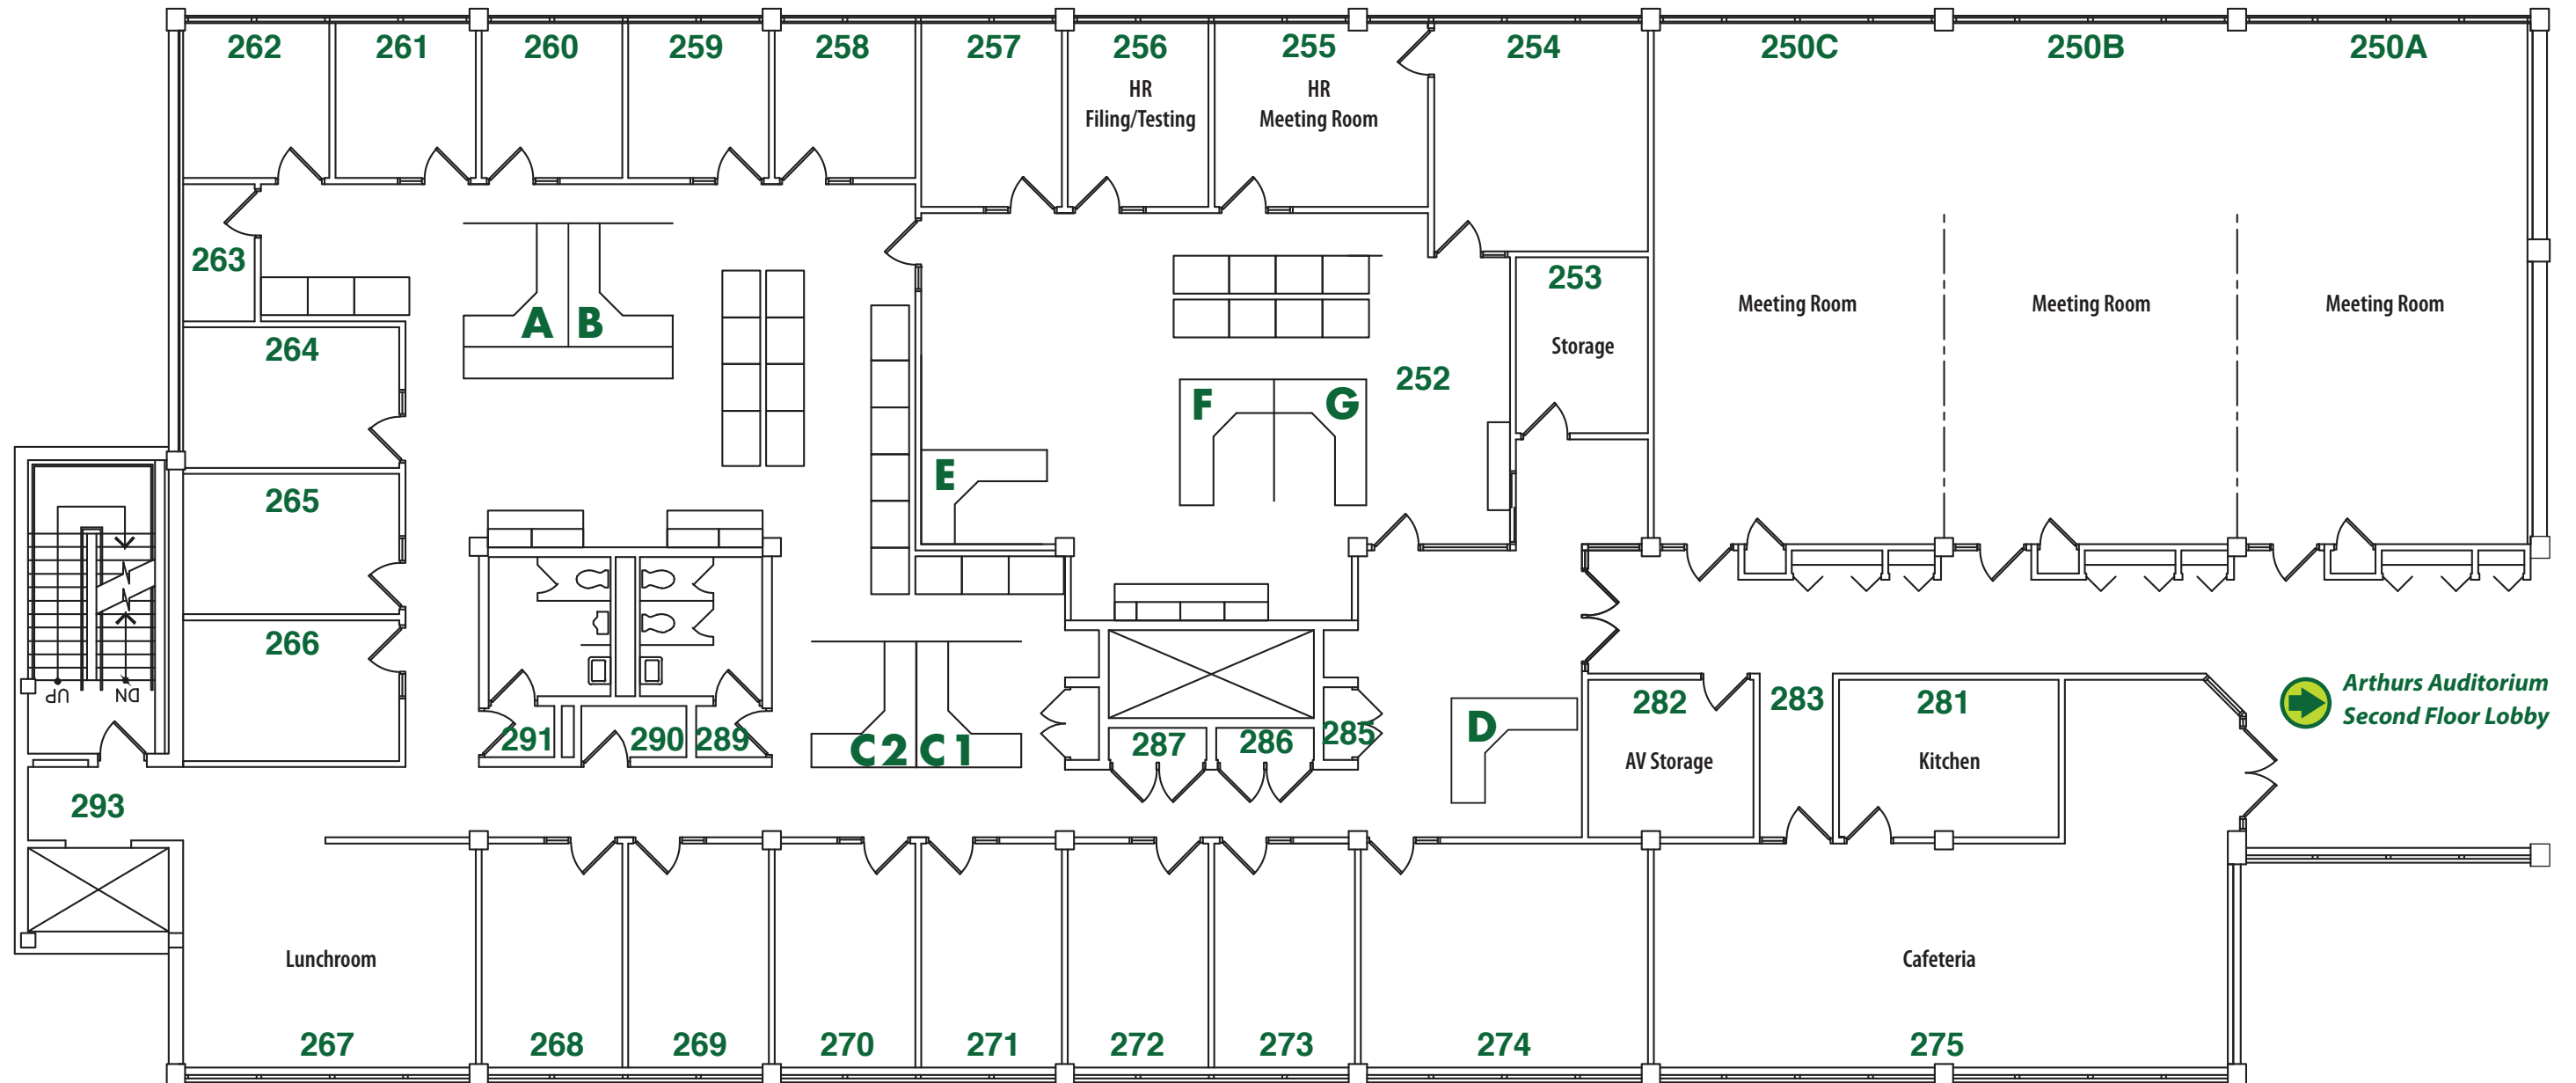 262
261
260
259
258
257
256
HR
Filing/Testing
255
HR
Meeting Room
254
250C
250B
250A
263
A
B
253
Storage
Meeting Room
Meeting Room
Meeting Room
264
252
F
G
E
265
266
UP
DN
291
290
289
C2
C1
287
286
285
D
282
AV Storage
283
281
Kitchen
Arthurs Auditorium
Second Floor Lobby
293
Lunchroom
Cafeteria
267
268
269
270
271
272
273
274
275